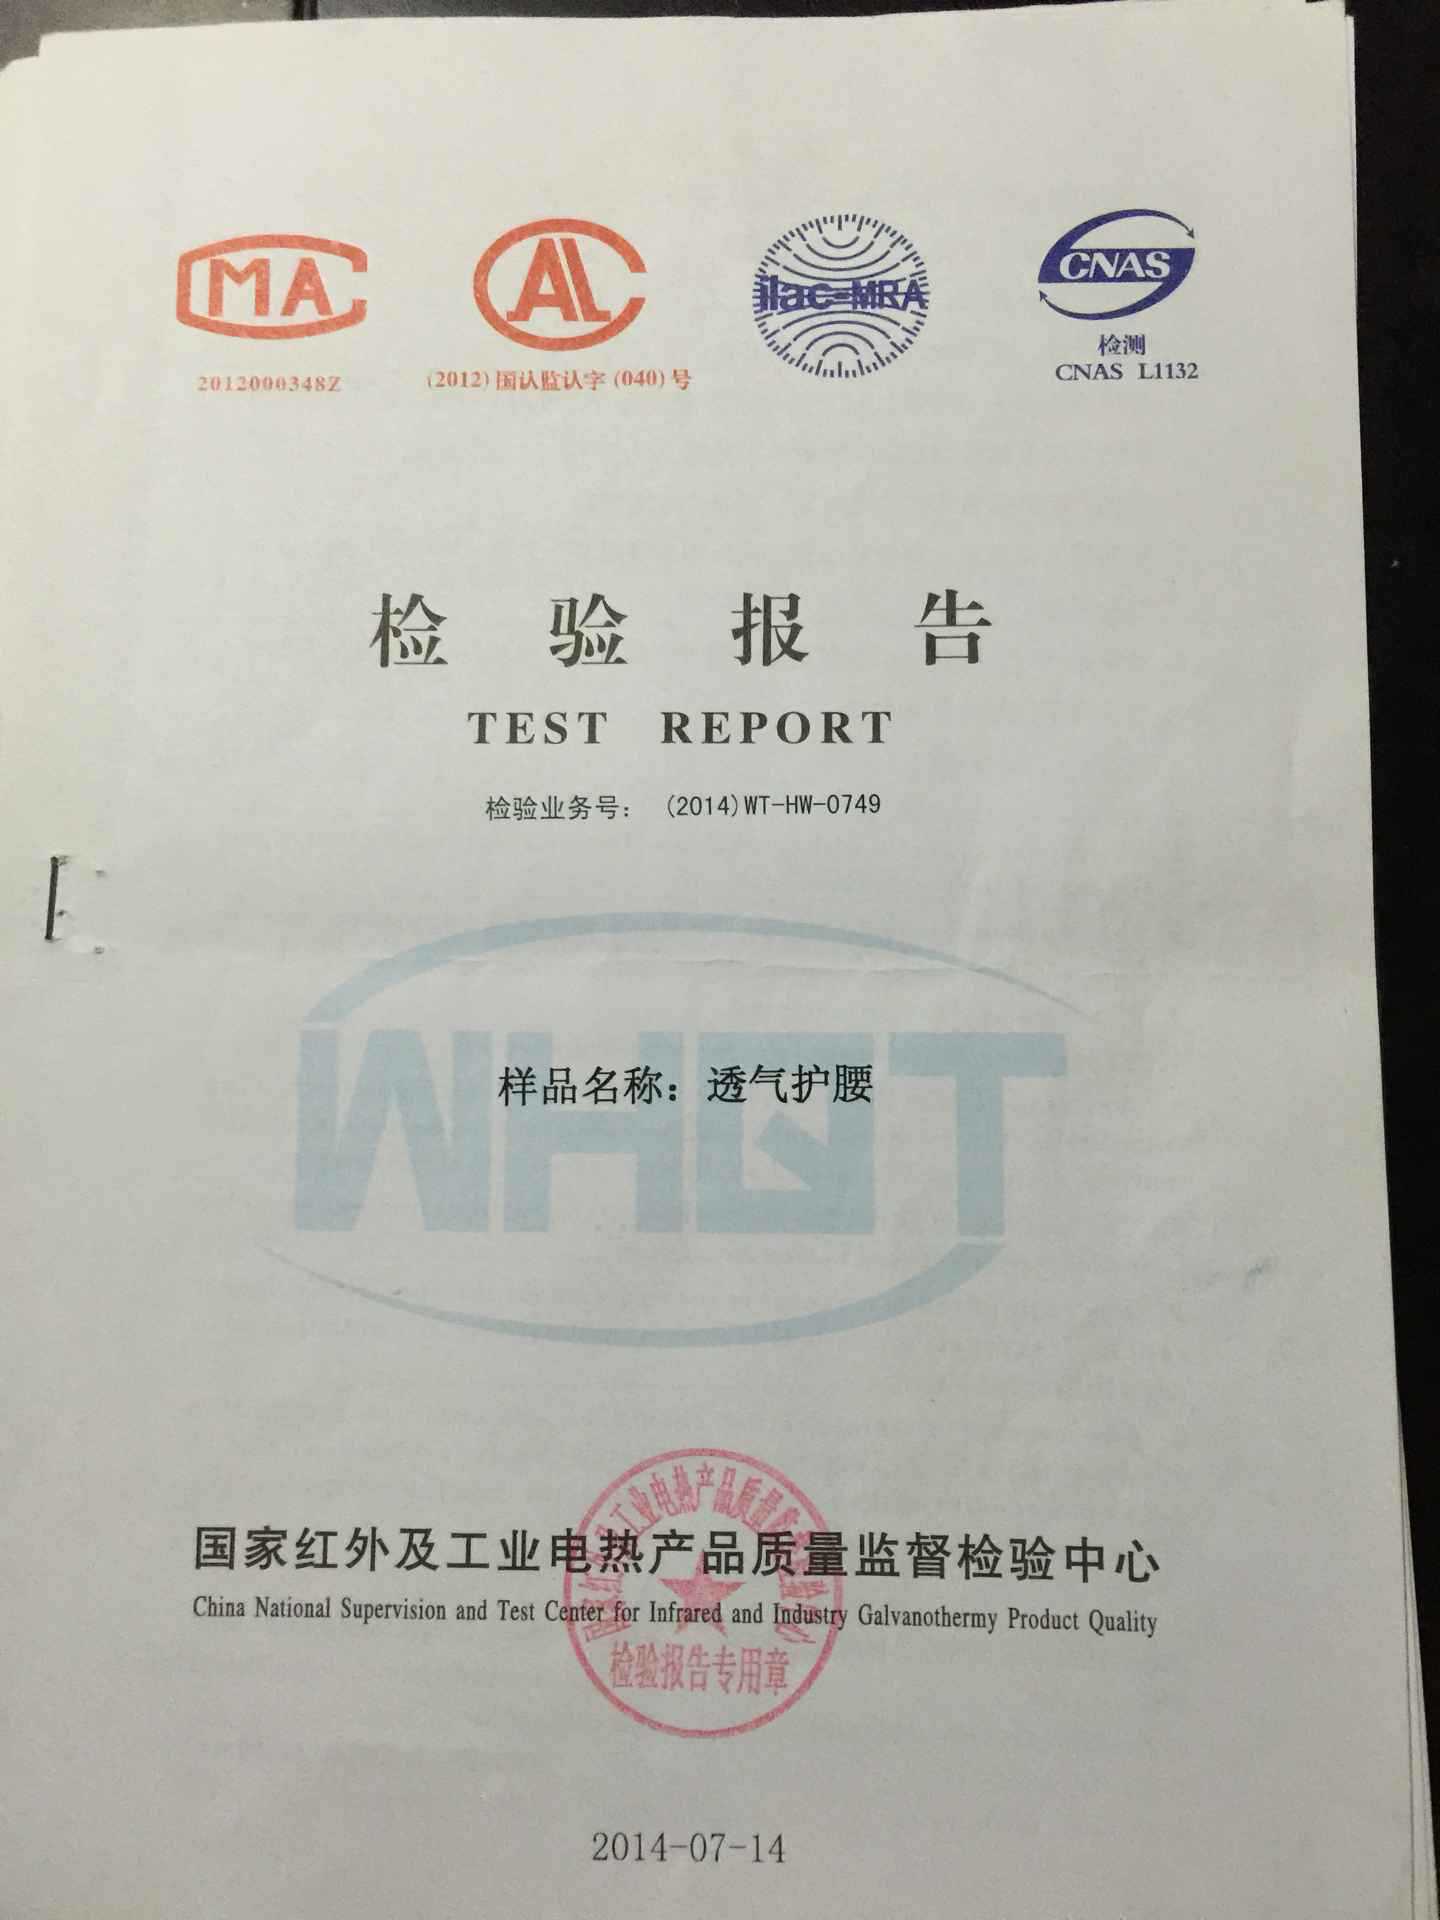 CMA
CAL
ilac-MRA
CNAS
2012000348Z
(2012)国认监认字(040)号
检测
CNAS L1132
检验报告
TEST REPORT
检验业务号： (2014)WT-HW-0749
WHQT
样品名称：透气护腰
国家红外及工业电热产品质量监督检验中心
China National Supervision and Test Center for Infrared and Industry Galvanothermy Product Quality
检验报告专用章
2014-07-14